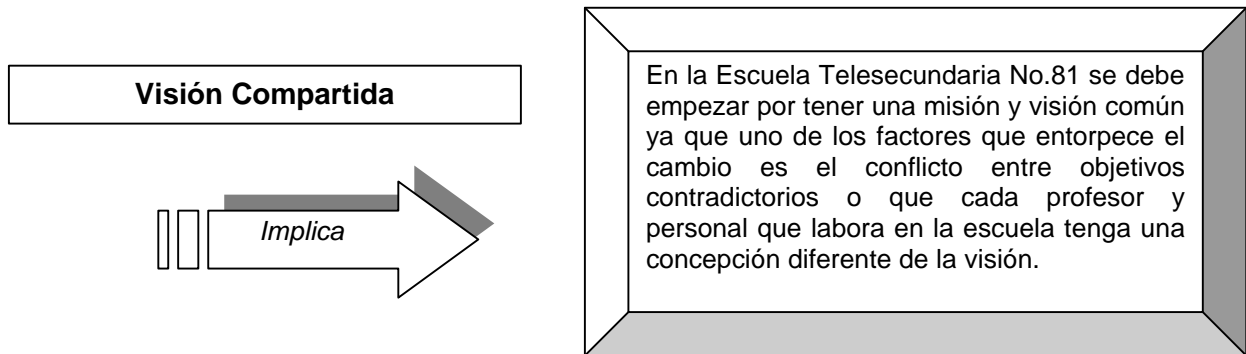 Visión Compartida
Implica
En la Escuela Telesecundaria No.81 se debe
empezar por tener una misión y visión común
ya que uno de los factores que entorpece el
cambio es el conflicto entre objetivos
contradictorios o que cada profesor y
personal que labora en la escuela tenga una
concepción diferente de la visión.